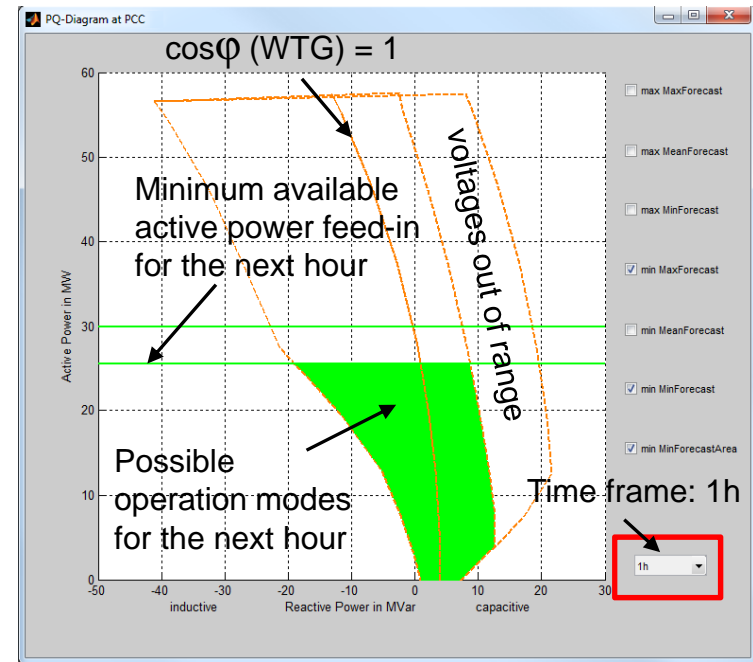 PQ-Diagram at PCC
cosφ (WTG) = 1
60
50
40
30
20
10
0
Active Power in MW
Minimum available
active power feed-in
for the next hour
voltages out of range
Possible
operation modes
for the next hour
-50
-40
-30
-20
-10
0
10
20
30
inductive
Reactive Power in MVar
capacitive
max MaxForecast
max MeanForecast
max MinForecast
min MaxForecast
min MeanForecast
min MinForecast
min MinForecastArea
Time frame: 1h
1h